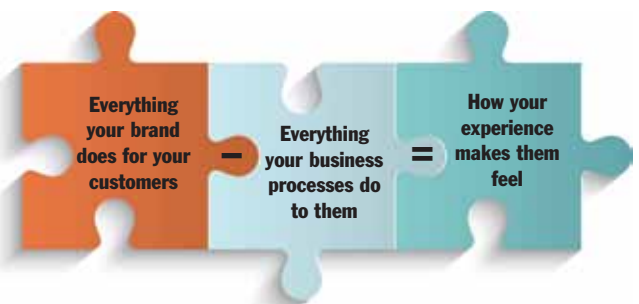 Everything
your brand
does for your
customers
–
Everything
your business
processes do
to them
=
How your
experience
makes them
feel